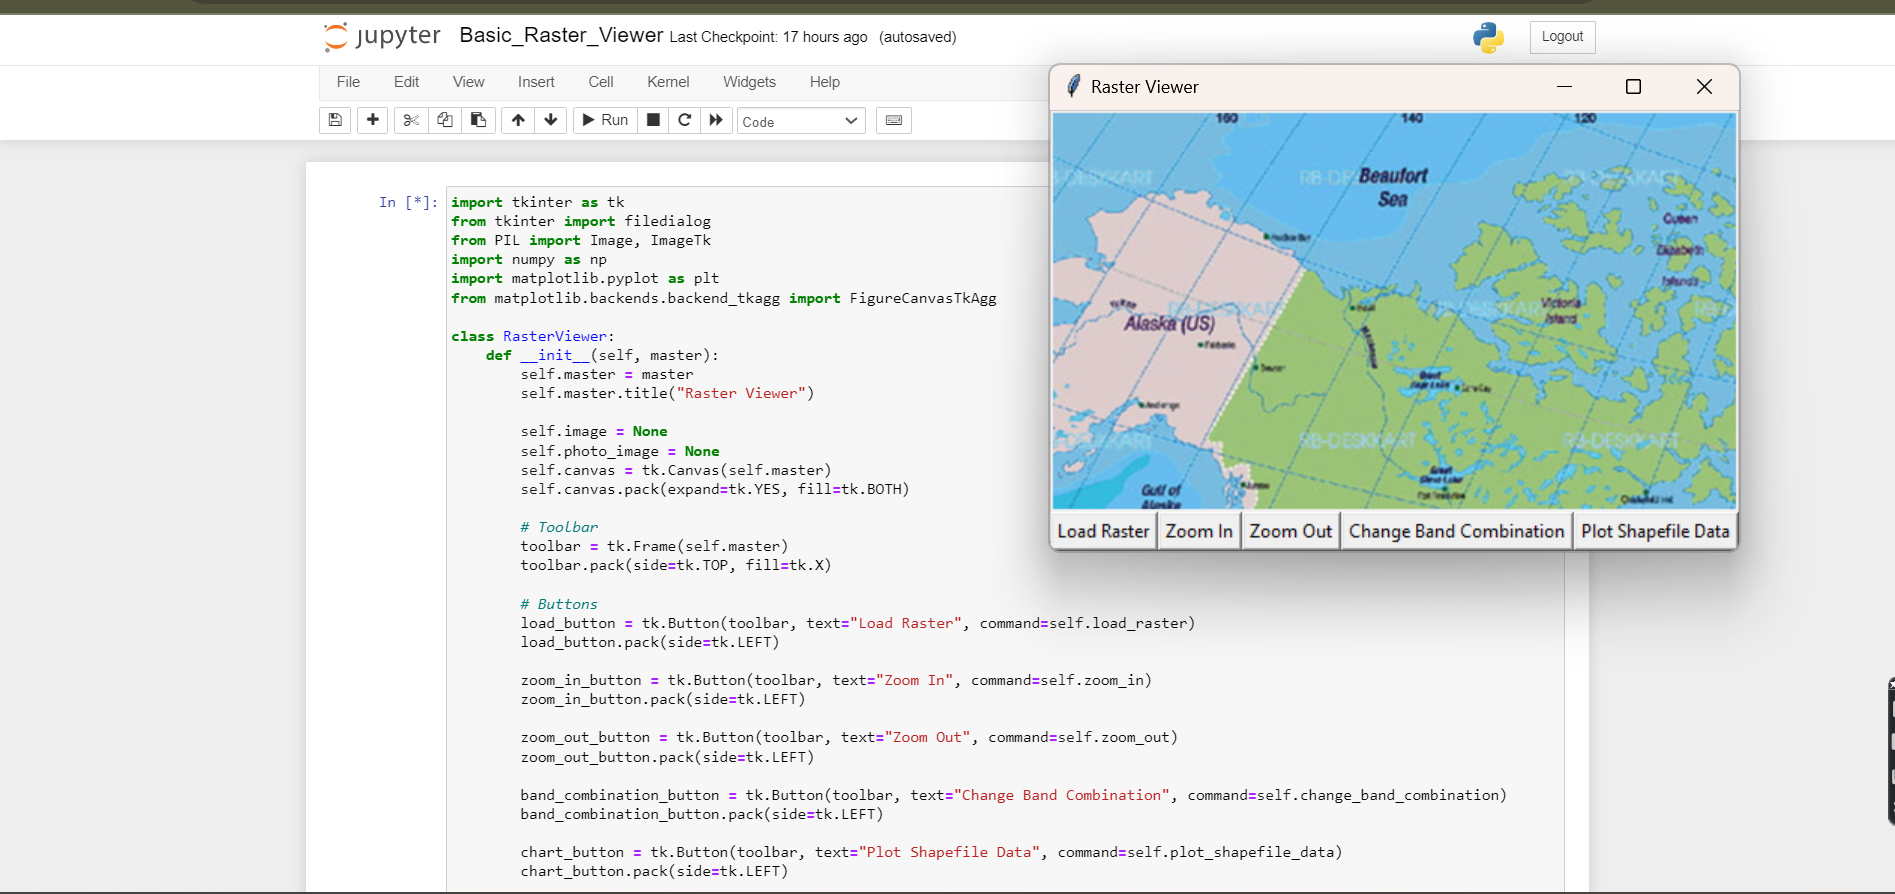 jupyter Basic_Raster_Viewer Last Checkpoint: 17 hours ago (autosaved)
Logout
File Edit View Insert Cell Kernel Widgets Help
Run
Code
In [*]:
import tkinter as tk
from tkinter import filedialog
from PIL import Image, ImageTk
import numpy as np
import matplotlib.pyplot as plt
from matplotlib.backends.backend_tkagg import FigureCanvasTkAgg
class RasterViewer:
def __init__(self, master):
self.master = master
self.master.title("Raster Viewer")
self.image = None
self.photo_image = None
self.canvas = tk.Canvas(self.master)
self.canvas.pack(expand=tk.YES, fill=tk.BOTH)
# Toolbar
toolbar = tk.Frame(self.master)
toolbar.pack(side=tk.TOP, fill=tk.X)
# Buttons
load_button = tk.Button(toolbar, text="Load Raster", command=self.load_raster)
load_button.pack(side=tk.LEFT)
zoom_in_button = tk.Button(toolbar, text="Zoom In", command=self.zoom_in)
zoom_in_button.pack(side=tk.LEFT)
zoom_out_button = tk.Button(toolbar, text="Zoom Out", command=self.zoom_out)
zoom_out_button.pack(side=tk.LEFT)
band_combination_button = tk.Button(toolbar, text="Change Band Combination", command=self.change_band_combination)
band_combination_button.pack(side=tk.LEFT)
chart_button = tk.Button(toolbar, text="Plot Shapefile Data", command=self.plot_shapefile_data)
chart_button.pack(side=tk.LEFT)
Raster Viewer
160 140 120
Beaufort
Sea
Queen
Elizabeth
Islands
Victoria
Island
Alaska (US)
RB-DESKKART
Gulf of
Alaska
Load Raster Zoom In Zoom Out Change Band Combination Plot Shapefile Data